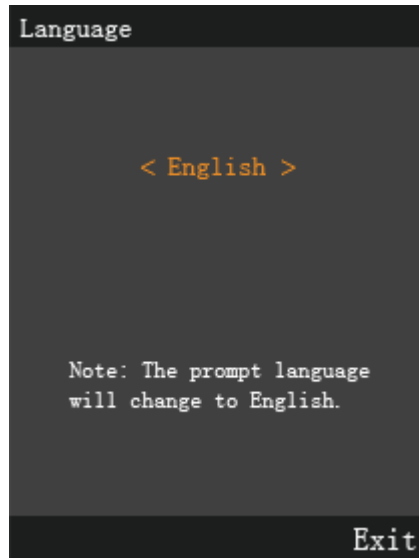 Language
< English >
Note: The prompt language
will change to English.
Exit